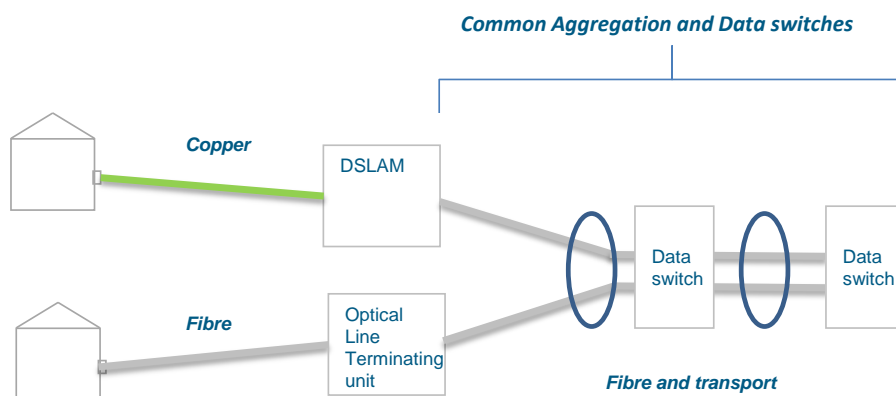 Common Aggregation and Data switches
Copper
DSLAM
Data
switch
Data
switch
Fibre
Optical
Line
Terminating
unit
Fibre and transport